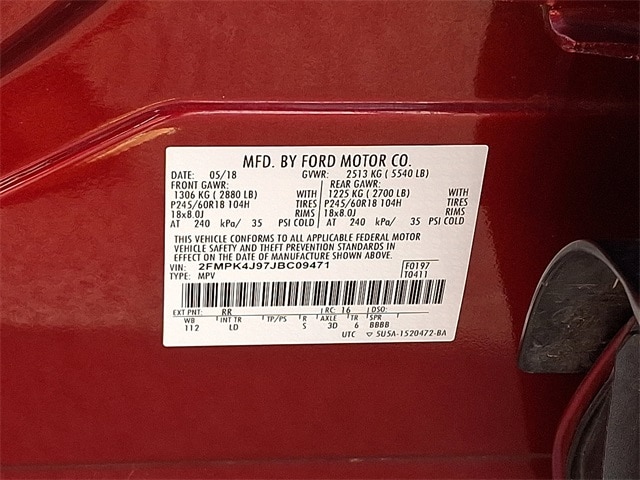 MFD. BY FORD MOTOR CO.
DATE: 05/18 GVWR: 2513 KG ( 5540 LB)
FRONT GAWR: REAR GAWR:
1306 KG ( 2880 LB) WITH 1225 KG ( 2700 LB) WITH
P245/60R18 104H TIRES P245/60R18 104H TIRES
18x8.0J RIMS 18x8.0J RIMS
AT 240 kPa/ 35 PSI COLD AT 240 kPa/ 35 PSI COLD
THIS VEHICLE CONFORMS TO ALL APPLICABLE FEDERAL MOTOR
VEHICLE SAFETY AND THEFT PREVENTION STANDARDS IN
EFFECT ON THE DATE OF MANUFACTURE SHOWN ABOVE.
VIN: 2FMPK4J97JBC09471 F0197
TYPE: MPV T0411
EXT PNT: RR RC: 16 DSO:
WB INT TR TP/PS R AXLE TR SPR
112 LD S 3D 6 BBBB
UTC ▽ 5U5A-1520472-BA